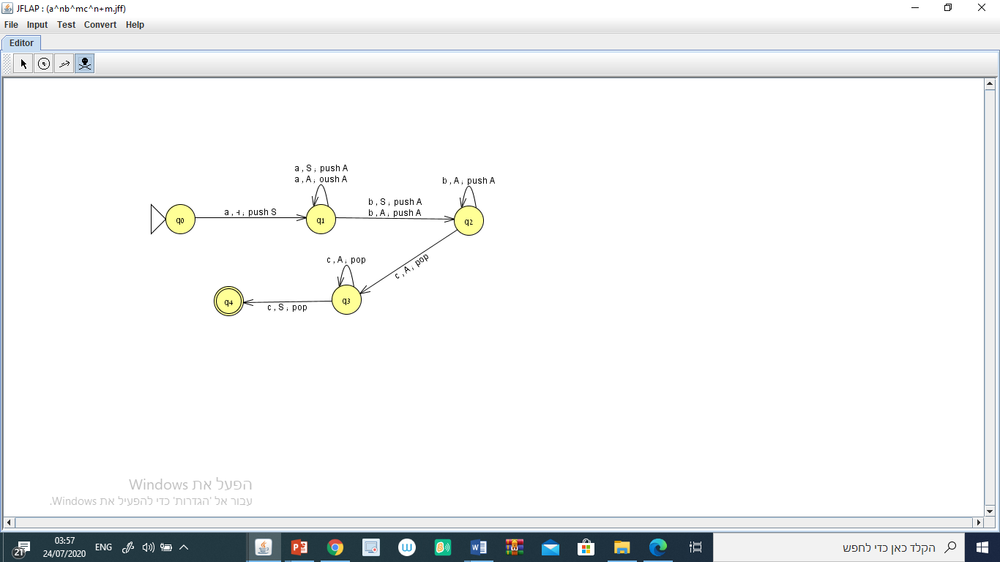 JFLAP : (a^nb^mc^n+m.jff)
File Input Test Convert Help
Editor
a , S ; push A
a , A ; oush A
b , A ; push A
b , S ; push A
b , A ; push A
a , ⊣ ; push S
q0
q1
q2
c , A ; pop
c , A ; pop
q3
q4
c , S ; pop
הפעל את Windows
עבור אל 'הגדרות' כדי להפעיל את Windows.
03:57
24/07/2020
ENG
21
הקלד כאן כדי לחפש